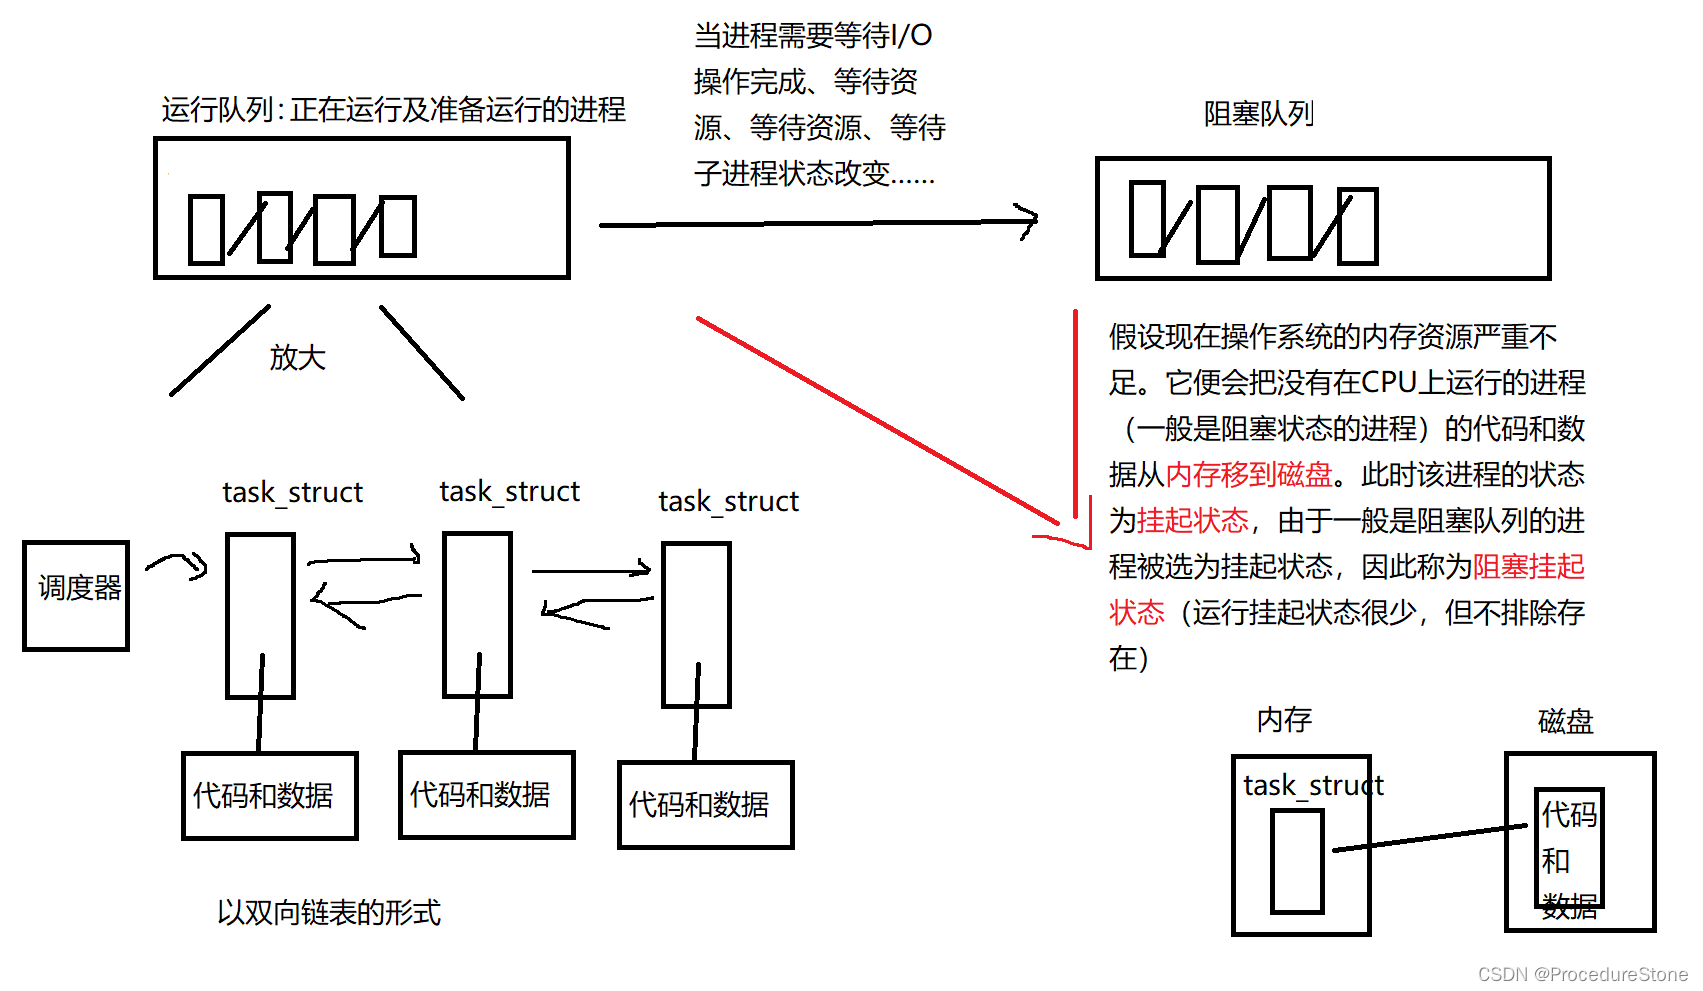 当进程需要等待I/O
操作完成、等待资
源、等待资源、等待
子进程状态改变......
运行队列：正在运行及准备运行的进程
阻塞队列
放大
假设现在操作系统的内存资源严重不
足。它便会把没有在CPU上运行的进程
（一般是阻塞状态的进程）的代码和数
据从内存移到磁盘。此时该进程的状态
为挂起状态，由于一般是阻塞队列的进
程被选为挂起状态，因此称为阻塞挂起
状态（运行挂起状态很少，但不排除存
在）
task_struct
task_struct
task_struct
调度器
代码和数据
代码和数据
代码和数据
以双向链表的形式
内存
磁盘
task_struct
代码
和
数据
CSDN @ProcedureStone